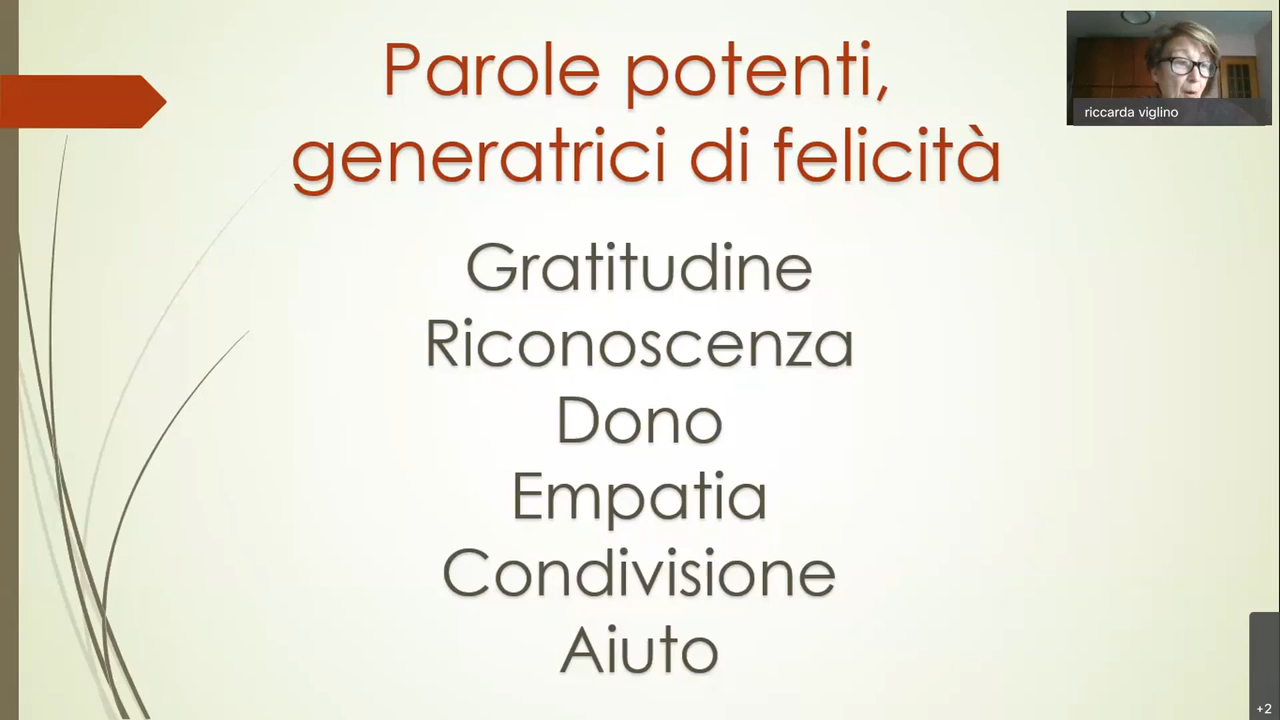 Parole potenti,
generatrici di felicità
riccarda viglino
Gratitudine
Riconoscenza
Dono
Empatia
Condivisione
Aiuto
+2